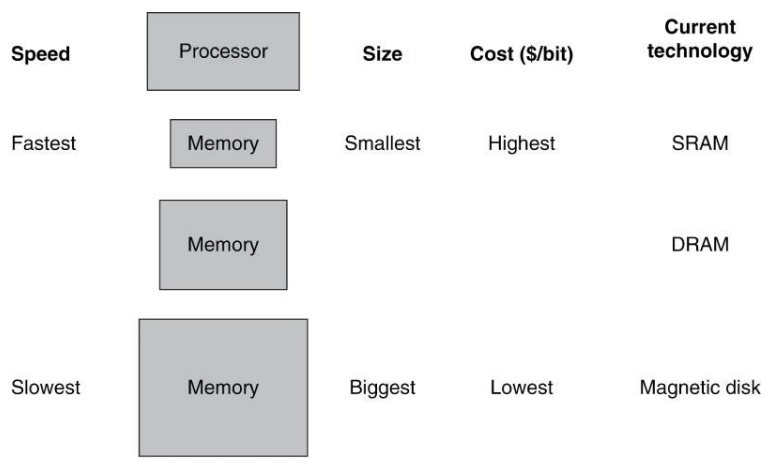 Speed
Processor
Size
Cost ($/bit)
Current
technology
Fastest
Memory
Smallest
Highest
SRAM
Memory
DRAM
Slowest
Memory
Biggest
Lowest
Magnetic disk